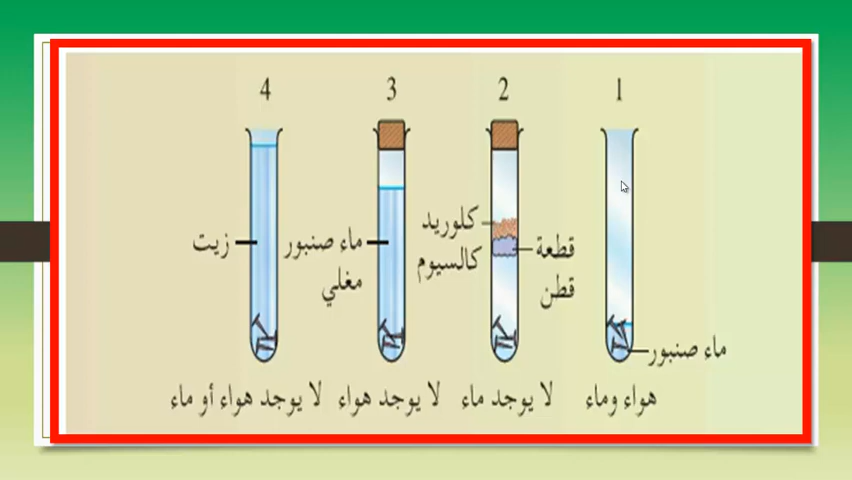 1
2
3
4
كلوريد
كالسيوم
قطعة
قطن
ماء صنبور
مغلي
زيت
ماء صنبور
هواء وماء
لا يوجد ماء
لا يوجد هواء
لا يوجد هواء أو ماء